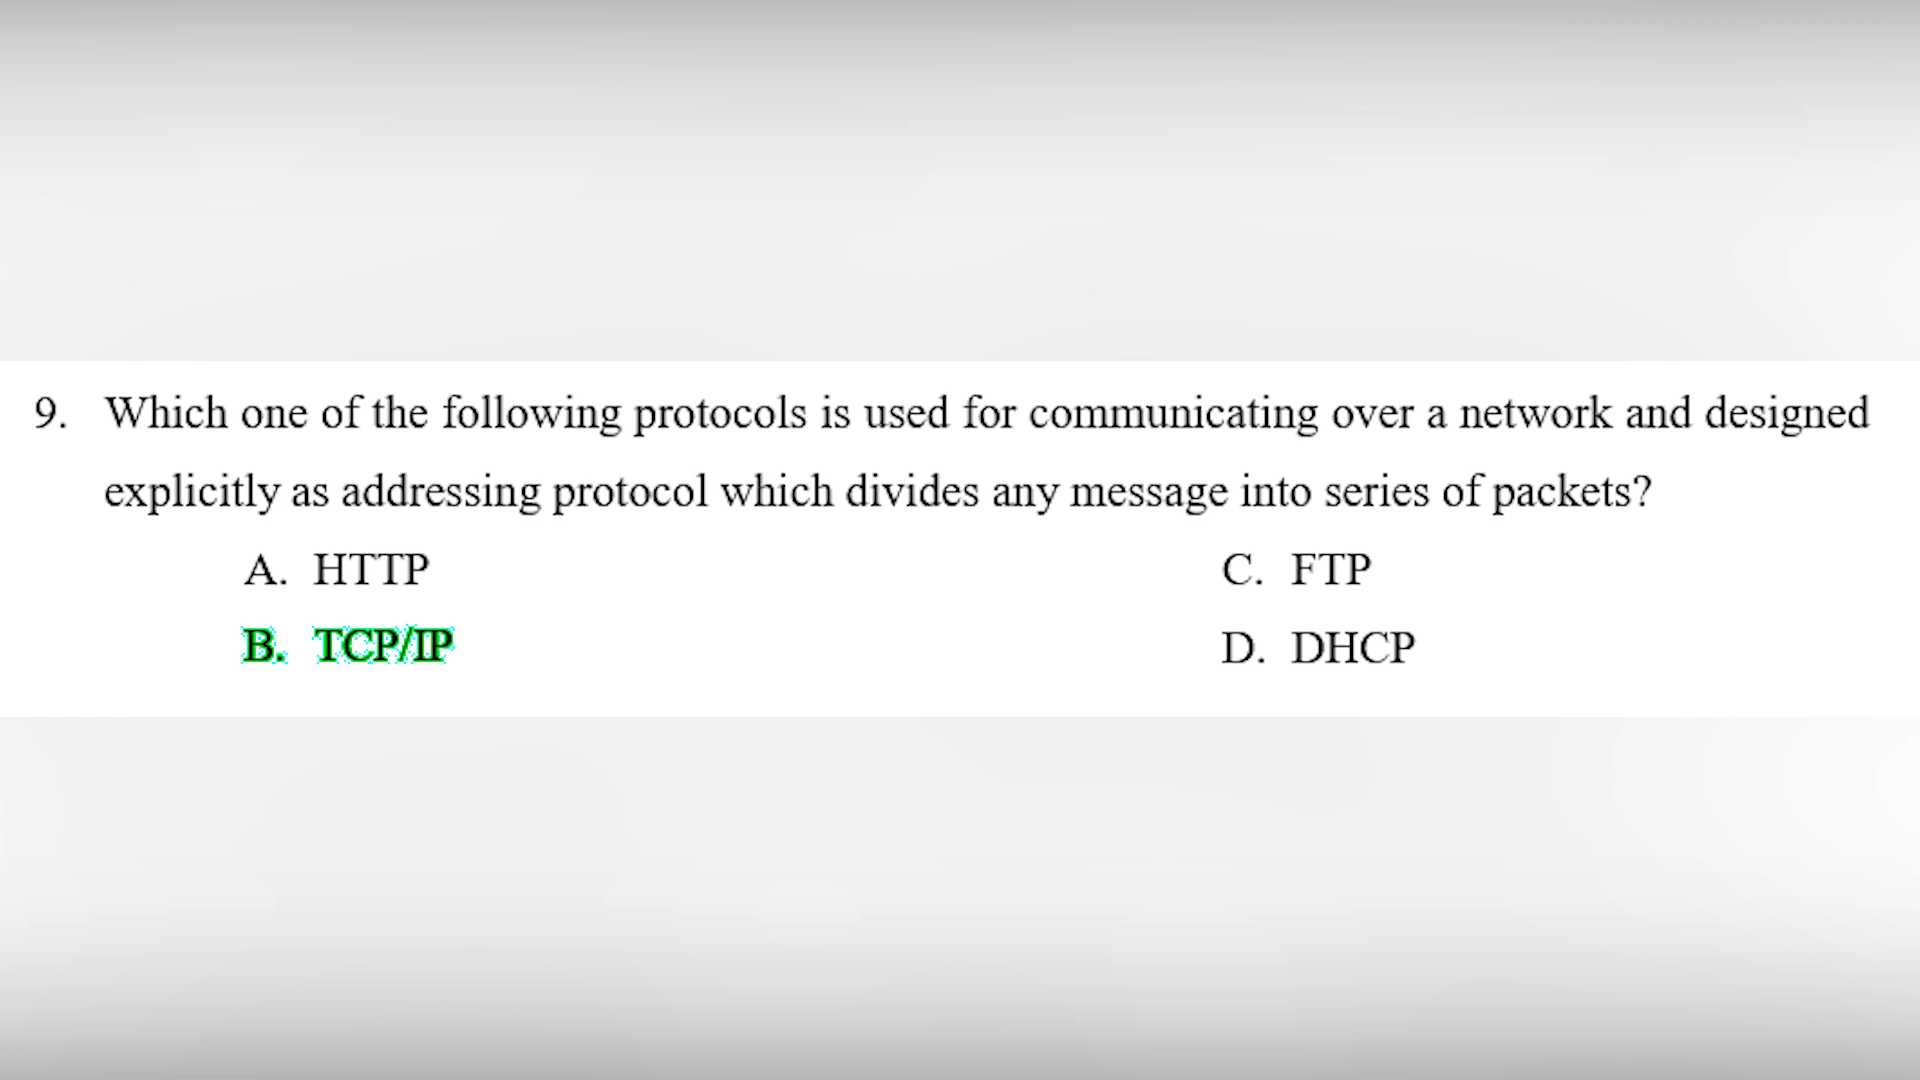 9. Which one of the following protocols is used for communicating over a network and designed
explicitly as addressing protocol which divides any message into series of packets?
A. HTTP
C. FTP
B. TCP/IP
D. DHCP